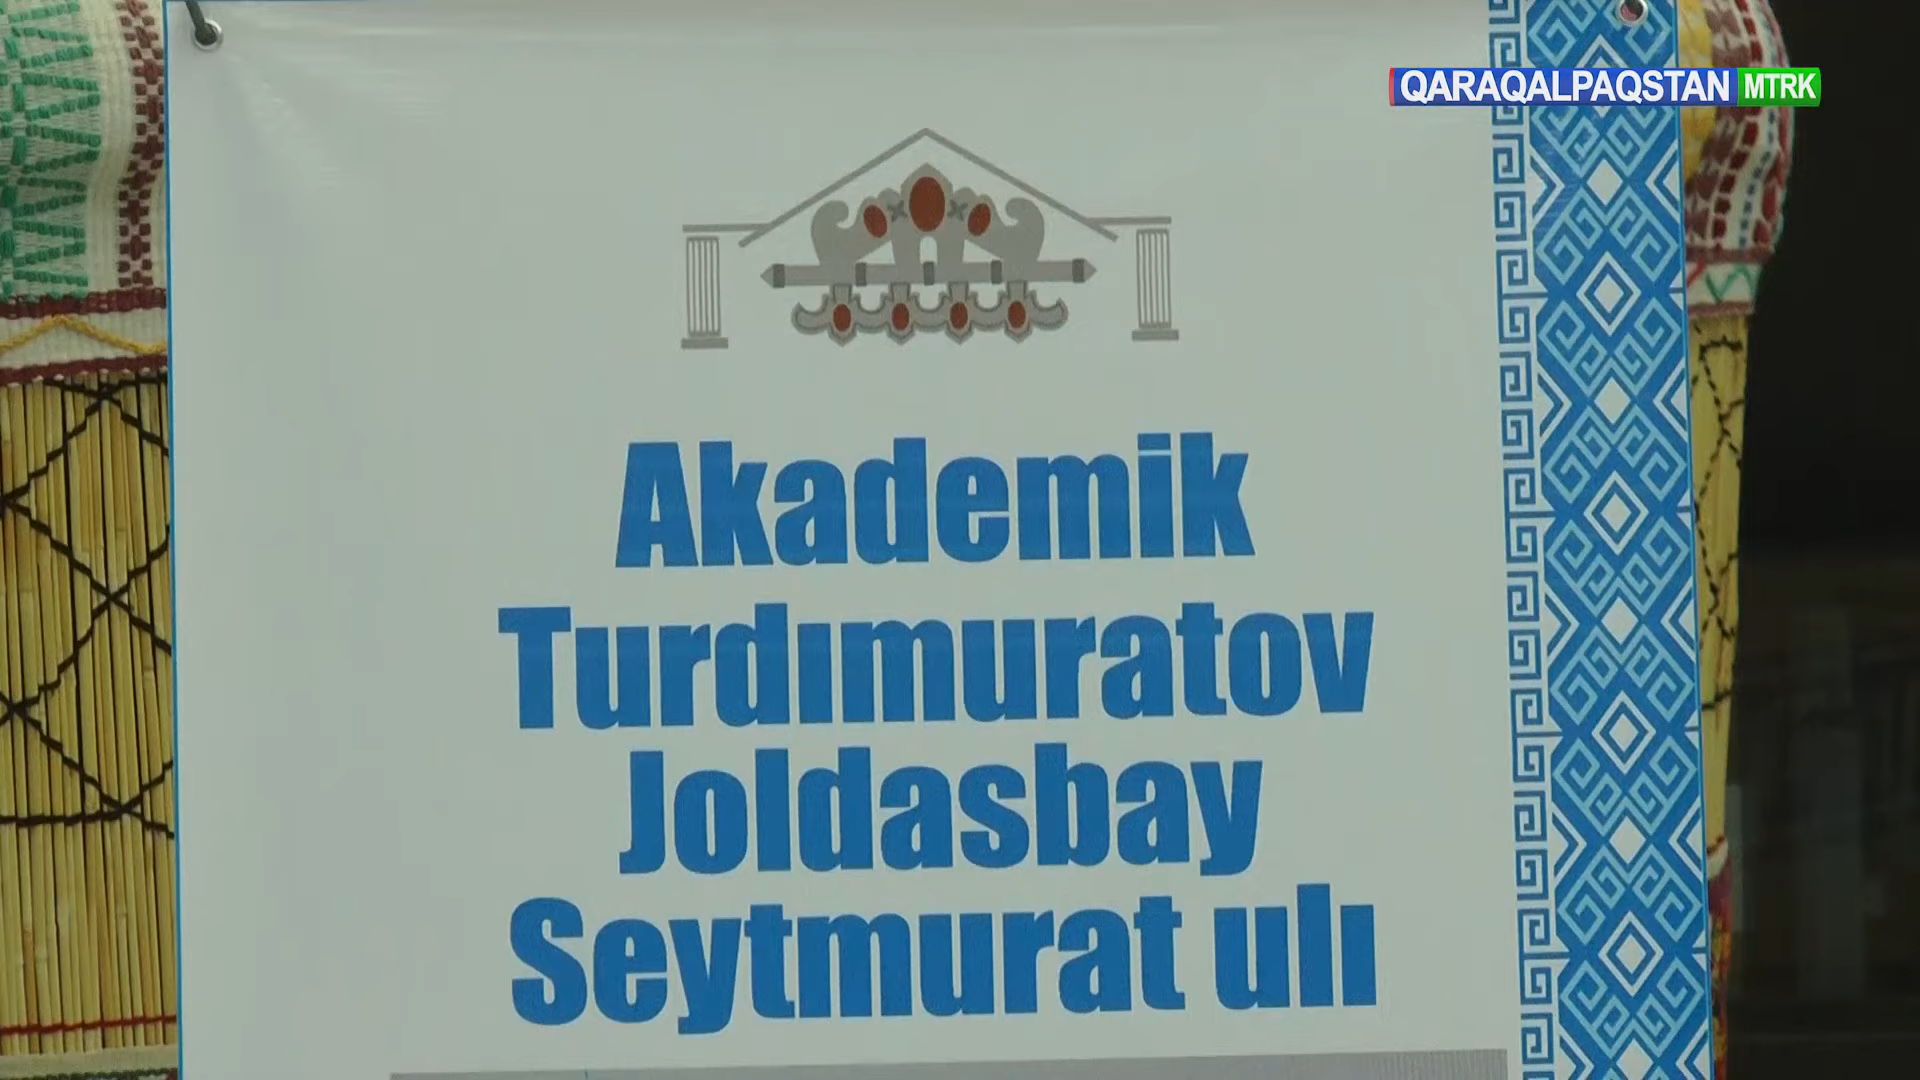 QARAQALPAQSTAN MTRK
Akademik
Turdımuratov
Joldasbay
Seytmurat ulı